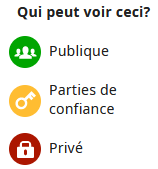 Qui peut voir ceci?
Publique
Parties de
confiance
Privé